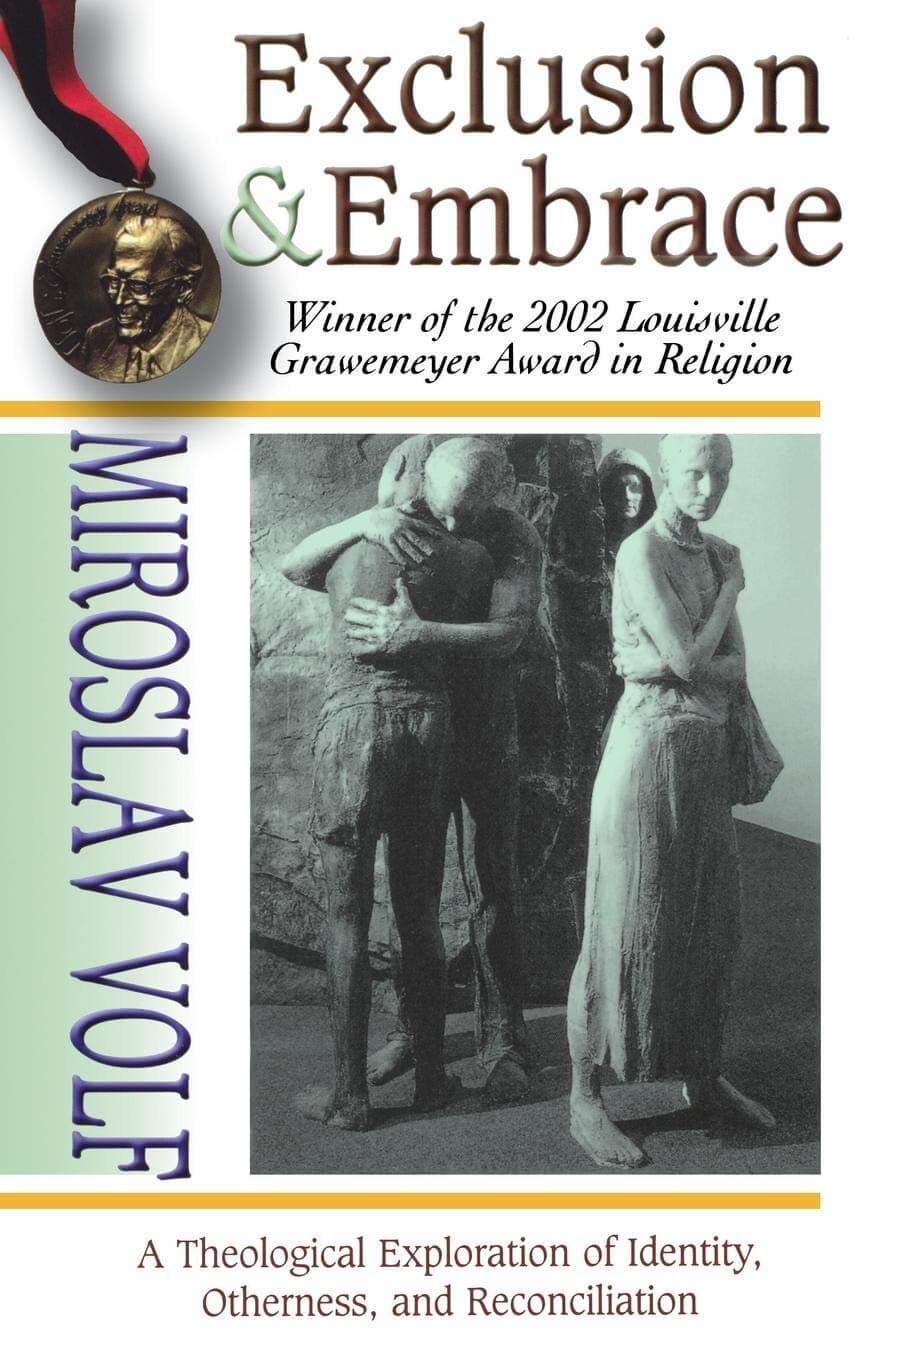 Exclusion
& Embrace
Winner of the 2002 Louisville
Grawemeyer Award in Religion
MIROSLAV VOLF
A Theological Exploration of Identity,
Otherness, and Reconciliation